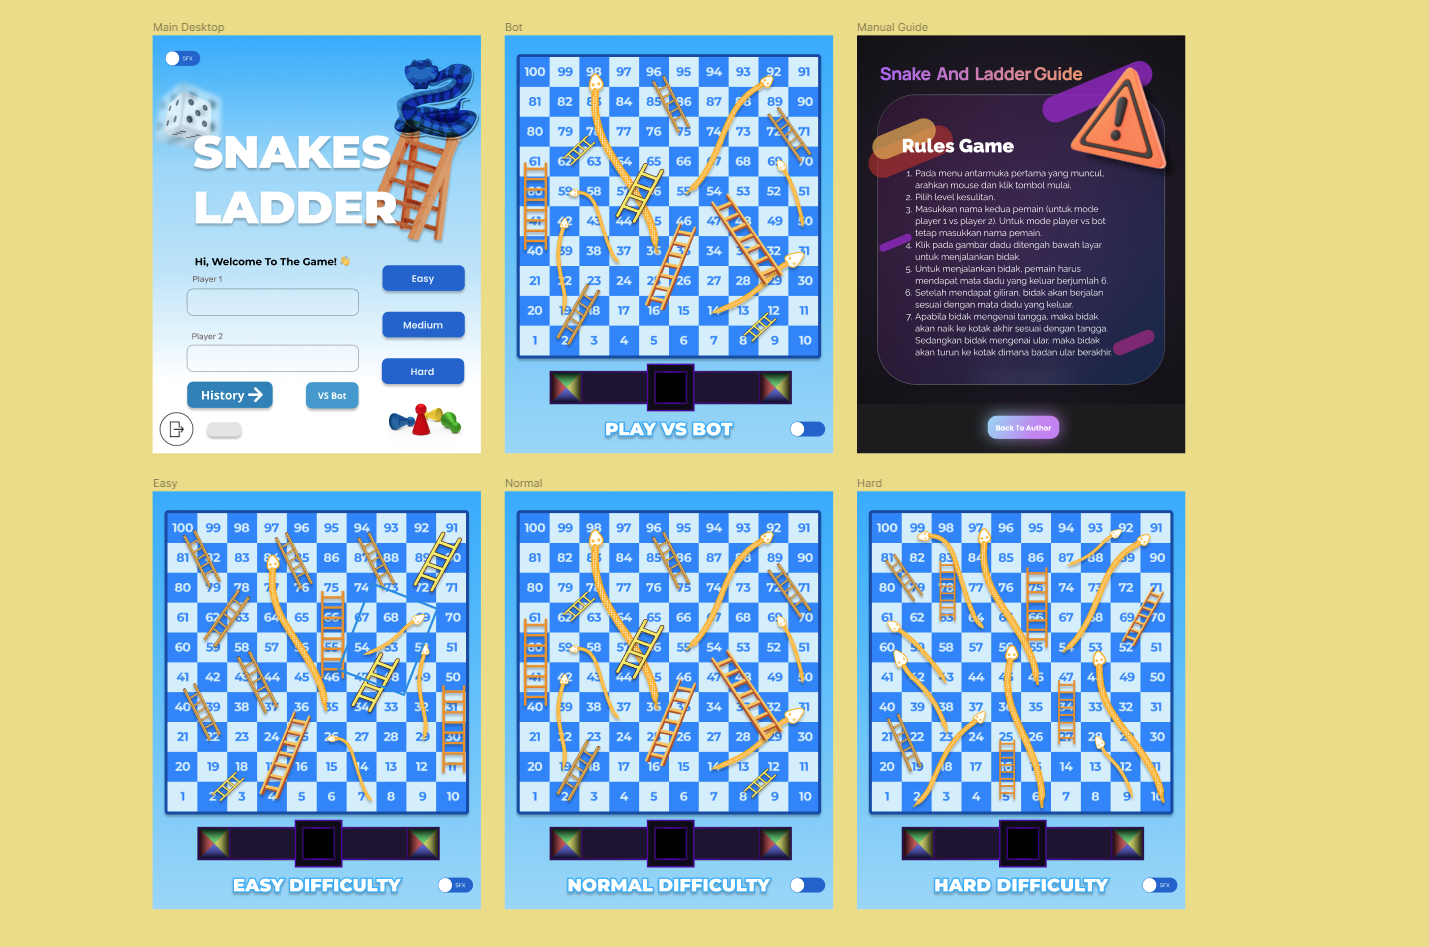 Main Desktop
SFX
SNAKES
LADDER
Hi, Welcome To The Game! 👋
Player 1
Player 2
Easy
Medium
Hard
History →
VS Bot
Bot
100 99 98 97 96 95 94 93 92 91
81 82 83 84 85 86 87 88 89 90
80 79 77 76 75 74 73 72 71
61 62 63 64 65 66 67 68 69 70
60 59 58 57 55 54 53 52 51
41 42 43 44 45 46 47 48 49 50
40 39 38 37 36 35 34 33 32 31
21 22 23 24 25 26 27 28 29 30
20 19 18 17 16 15 14 13 12 11
1 2 3 4 5 6 7 8 9 10
PLAY VS BOT
Manual Guide
Snake And Ladder Guide
Rules Game
1. Pada menu antarmuka pertama yang muncul,
arahkan mouse dan klik tombol mulai.
2. Pilih level kesulitan.
3. Masukkan nama kedua pemain (untuk mode
player 1 vs player 2). Untuk mode player vs bot
tetap masukkan nama pemain.
4. Klik pada gambar dadu ditengah bawah layar
untuk menjalankan bidak.
5. Untuk menjalankan bidak, pemain harus
mendapat mata dadu yang keluar berjumlah 6.
6. Setelah mendapat giliran, bidak akan berjalan
sesuai dengan mata dadu yang keluar.
7. Apabila bidak mengenai tangga, maka bidak
akan naik ke kotak akhir sesuai dengan tangga.
Sedangkan bidak mengenai ular, maka bidak
akan turun ke kotak dimana badan ular berakhir.
Back To Author
Easy
100 99 98 97 96 95 94 93 92 91
81 82 83 84 85 86 87 88 89
80 79 78 77 76 75 74 73 72 71
61 62 63 64 65 66 67 68 69 70
60 59 58 57 56 55 54 53 52 51
41 42 43 44 45 46 47 48 49 50
40 39 38 37 36 35 34 33 32 31
21 22 23 24 25 26 27 28 29 30
20 19 18 17 16 15 14 13 12 11
1 2 3 4 5 6 7 8 9 10
EASY DIFFICULTY
SFX
Normal
100 99 98 97 96 95 94 93 92 91
81 82 83 84 85 86 87 88 89 90
80 79 77 76 75 74 73 72 71
61 62 63 64 65 66 67 68 69 70
60 59 58 57 55 54 53 52 51
41 42 43 44 45 46 47 48 49 50
40 39 38 37 36 35 34 33 32 31
21 22 23 24 25 26 27 28 29 30
20 19 18 17 16 15 14 13 12 11
1 2 3 4 5 6 7 8 9 10
NORMAL DIFFICULTY
Hard
100 99 98 97 96 95 94 93 92 91
81 82 83 84 85 86 87 88 89 90
80 79 78 77 76 75 74 73 72 71
61 62 63 64 65 66 67 68 69 70
60 59 58 57 56 55 54 53 52 51
41 42 43 44 45 46 47 48 49 50
40 39 38 37 36 35 34 33 32 31
21 22 23 24 25 26 27 28 29 30
20 19 18 17 16 15 14 13 12 11
1 2 3 4 5 6 7 8 9 10
HARD DIFFICULTY
SFX